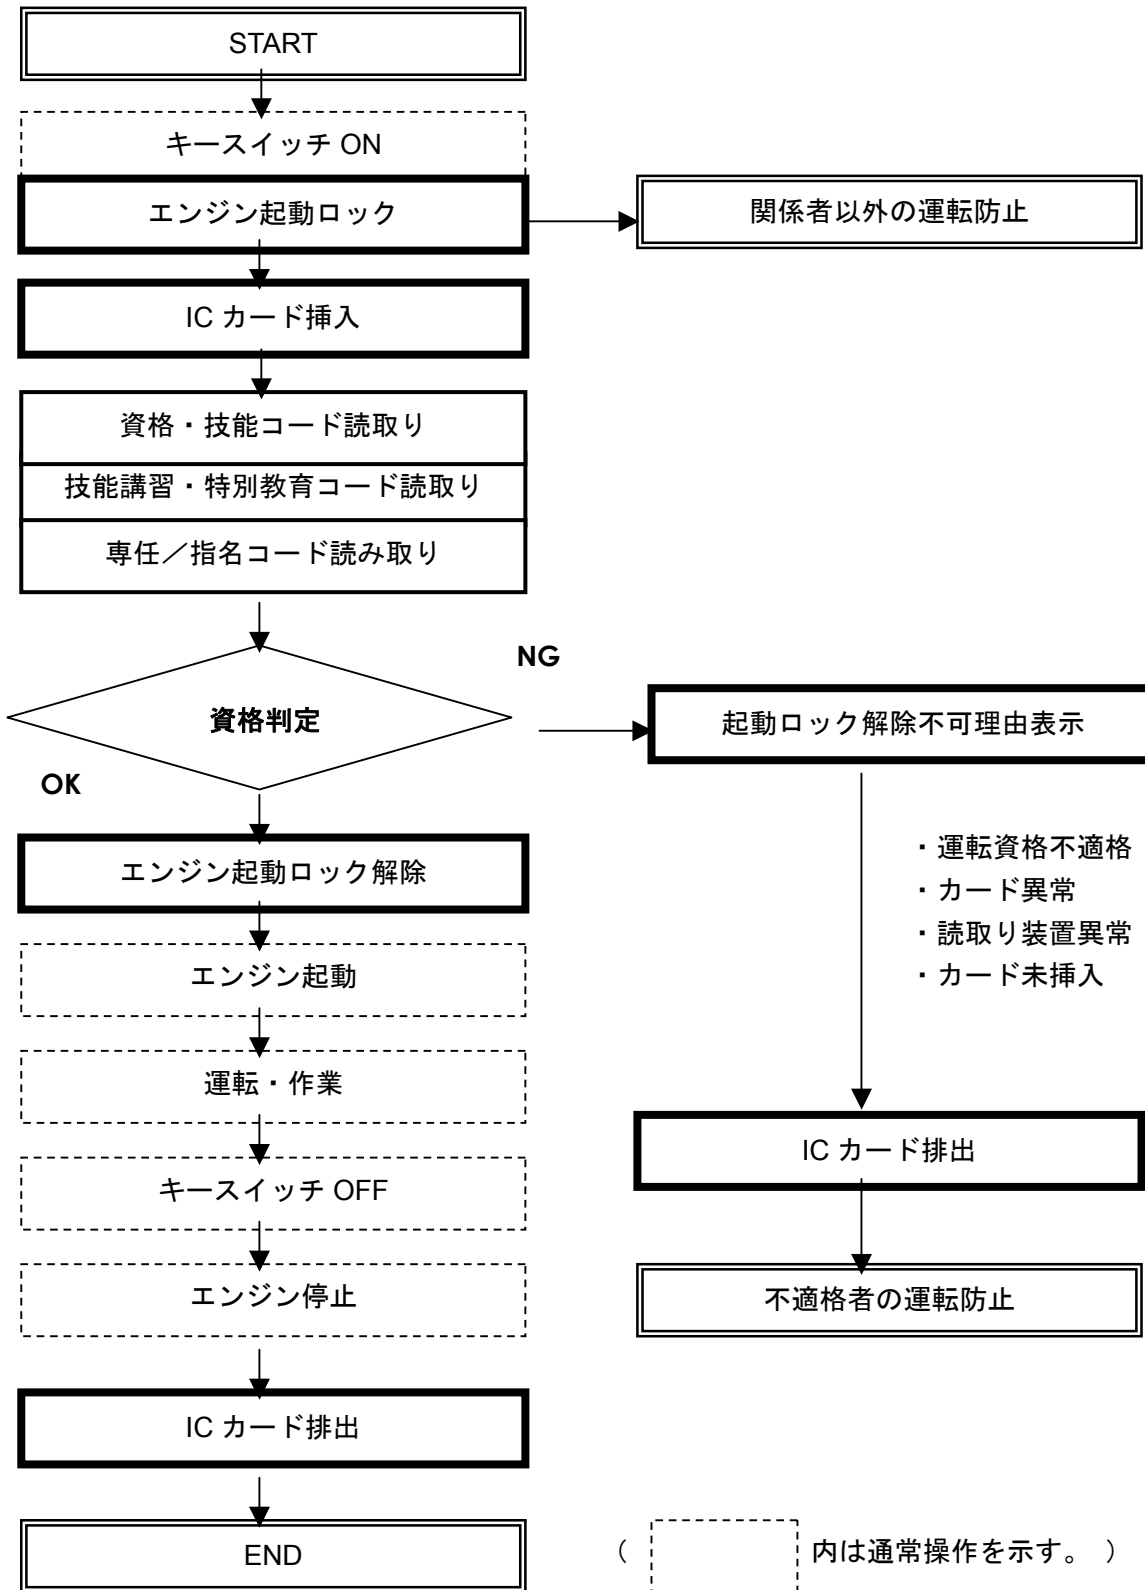 START
キースイッチ ON
エンジン起動ロック
関係者以外の運転防止
IC カード挿入
資格・技能コード読取り
技能講習・特別教育コード読取り
専任／指名コード読み取り
NG
資格判定
起動ロック解除不可理由表示
OK
・運転資格不適格
・カード異常
・読取り装置異常
・カード未挿入
エンジン起動ロック解除
エンジン起動
運転・作業
キースイッチ OFF
エンジン停止
IC カード排出
不適格者の運転防止
IC カード排出
END
（ 内は通常操作を示す。 ）